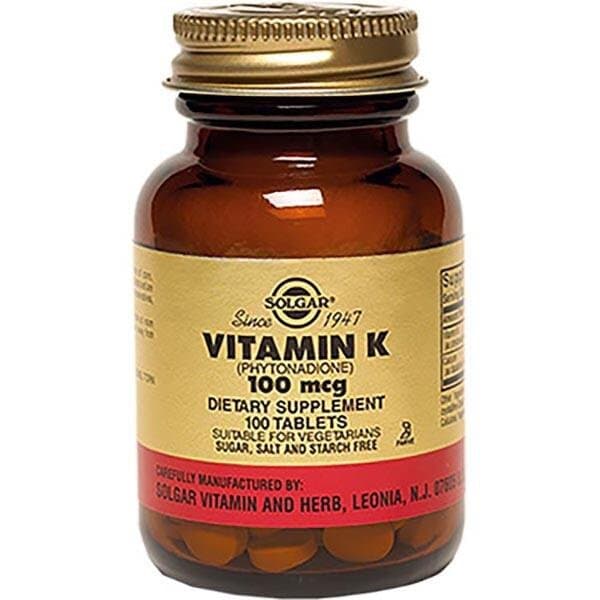 SOLGAR®
Since 1947
VITAMIN K
(PHYTONADIONE)
100 mcg
DIETARY SUPPLEMENT
100 TABLETS
SUITABLE FOR VEGETARIANS
SUGAR, SALT AND STARCH FREE
CAREFULLY MANUFACTURED BY:
SOLGAR VITAMIN AND HERB, LEONIA, N.J. 07605